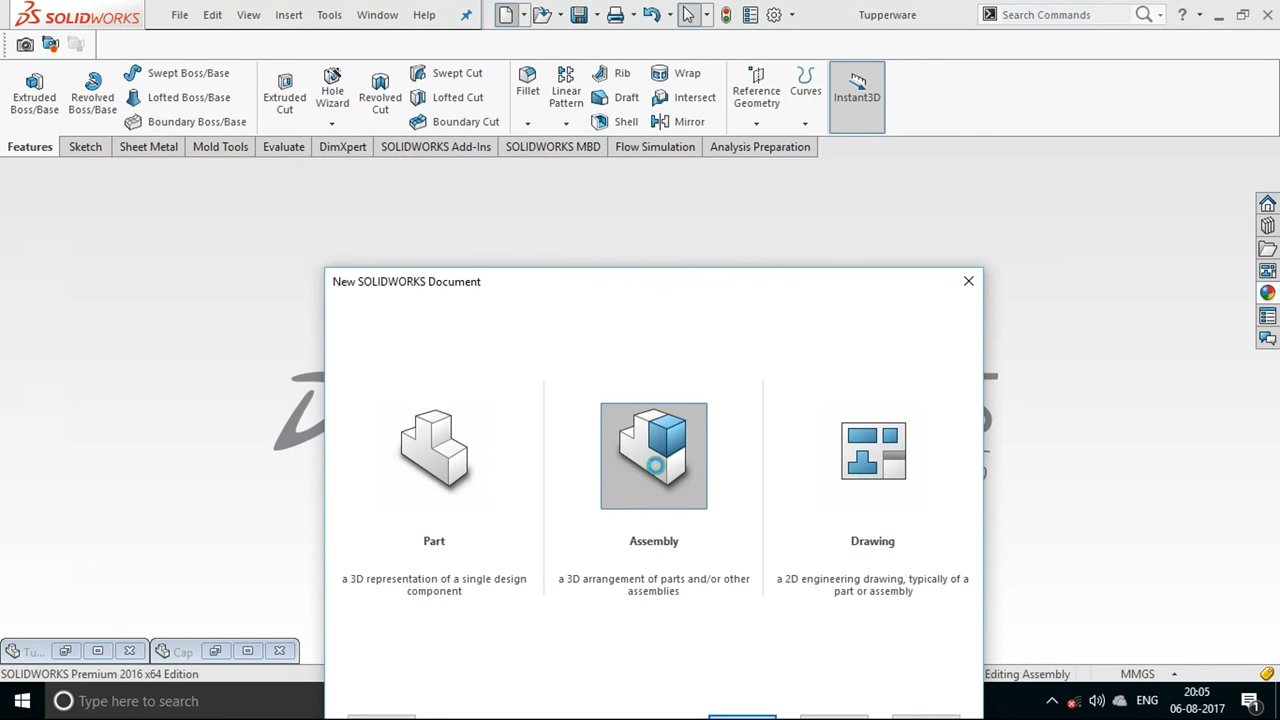 SOLIDWORKS File Edit View Insert Tools Window Help Tupperware Search Commands ?
Extruded Boss/Base
Revolved Boss/Base
Swept Boss/Base
Lofted Boss/Base
Boundary Boss/Base
Extruded Cut
Hole Wizard
Revolved Cut
Swept Cut
Lofted Cut
Boundary Cut
Fillet
Linear Pattern
Rib
Draft
Shell
Wrap
Intersect
Mirror
Reference Geometry
Curves
Instant3D
Features Sketch Sheet Metal Mold Tools Evaluate DimXpert SOLIDWORKS Add-Ins SOLIDWORKS MBD Flow Simulation Analysis Preparation
New SOLIDWORKS Document
Part
a 3D representation of a single design
component
Assembly
a 3D arrangement of parts and/or other
assemblies
Drawing
a 2D engineering drawing, typically of a
part or assembly
Tu... Cap
SOLIDWORKS Premium 2016 x64 Edition Editing Assembly MMGS
Type here to search ENG 20:05
06-08-2017 1